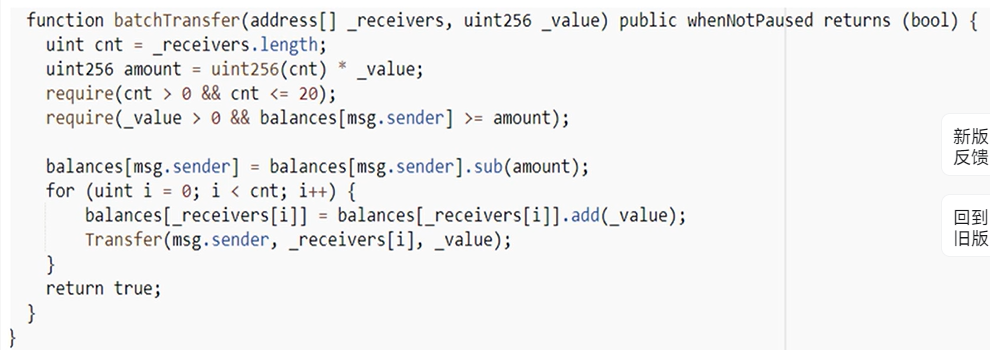 function batchTransfer(address[] _receivers, uint256 _value) public whenNotPaused returns (bool) {
uint cnt = _receivers.length;
uint256 amount = uint256(cnt) * _value;
require(cnt > 0 && cnt <= 20);
require(_value > 0 && balances[msg.sender] >= amount);
balances[msg.sender] = balances[msg.sender].sub(amount);
for (uint i = 0; i < cnt; i++) {
balances[_receivers[i]] = balances[_receivers[i]].add(_value);
Transfer(msg.sender, _receivers[i], _value);
}
return true;
}
}
新版
反馈
回到
旧版